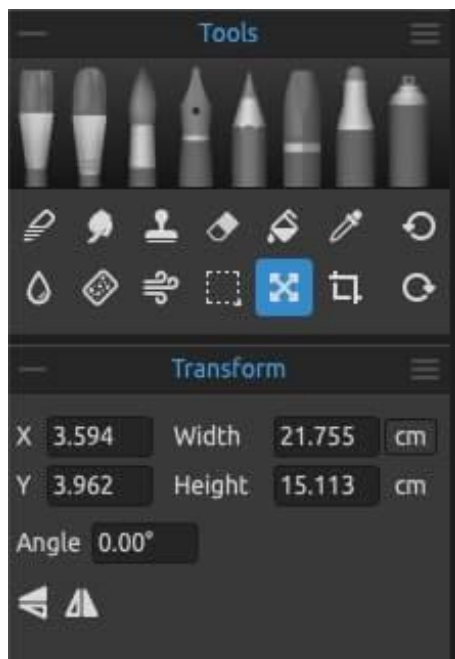 Tools
Transform
X 3.594 Width 21.755 cm
Y 3.962 Height 15.113 cm
Angle 0.00°